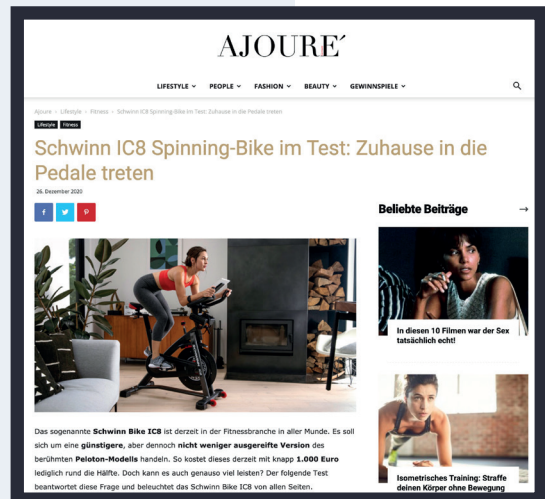 AJOURE´
LIFESTYLE PEOPLE FASHION BEAUTY GEWINNSPIELE
Ajoure › Lifestyle › Fitness › Schwinn IC8 Spinning-Bike im Test: Zuhause in die Pedale treten
Lifestyle Fitness
Schwinn IC8 Spinning-Bike im Test: Zuhause in die
Pedale treten
26. Dezember 2020
Beliebte Beiträge
In diesen 10 Filmen war der Sex
tatsächlich echt!
Das sogenannte Schwinn Bike IC8 ist derzeit in der Fitnessbranche in aller Munde. Es soll
sich um eine günstigere, aber dennoch nicht weniger ausgereifte Version des
berühmten Peloton-Modells handeln. So kostet dieses derzeit mit knapp 1.000 Euro
lediglich rund die Hälfte. Doch kann es auch genauso viel leisten? Der folgende Test
beantwortet diese Frage und beleuchtet das Schwinn Bike IC8 von allen Seiten.
Isometrisches Training: Straffe
deinen Körper ohne Bewegung